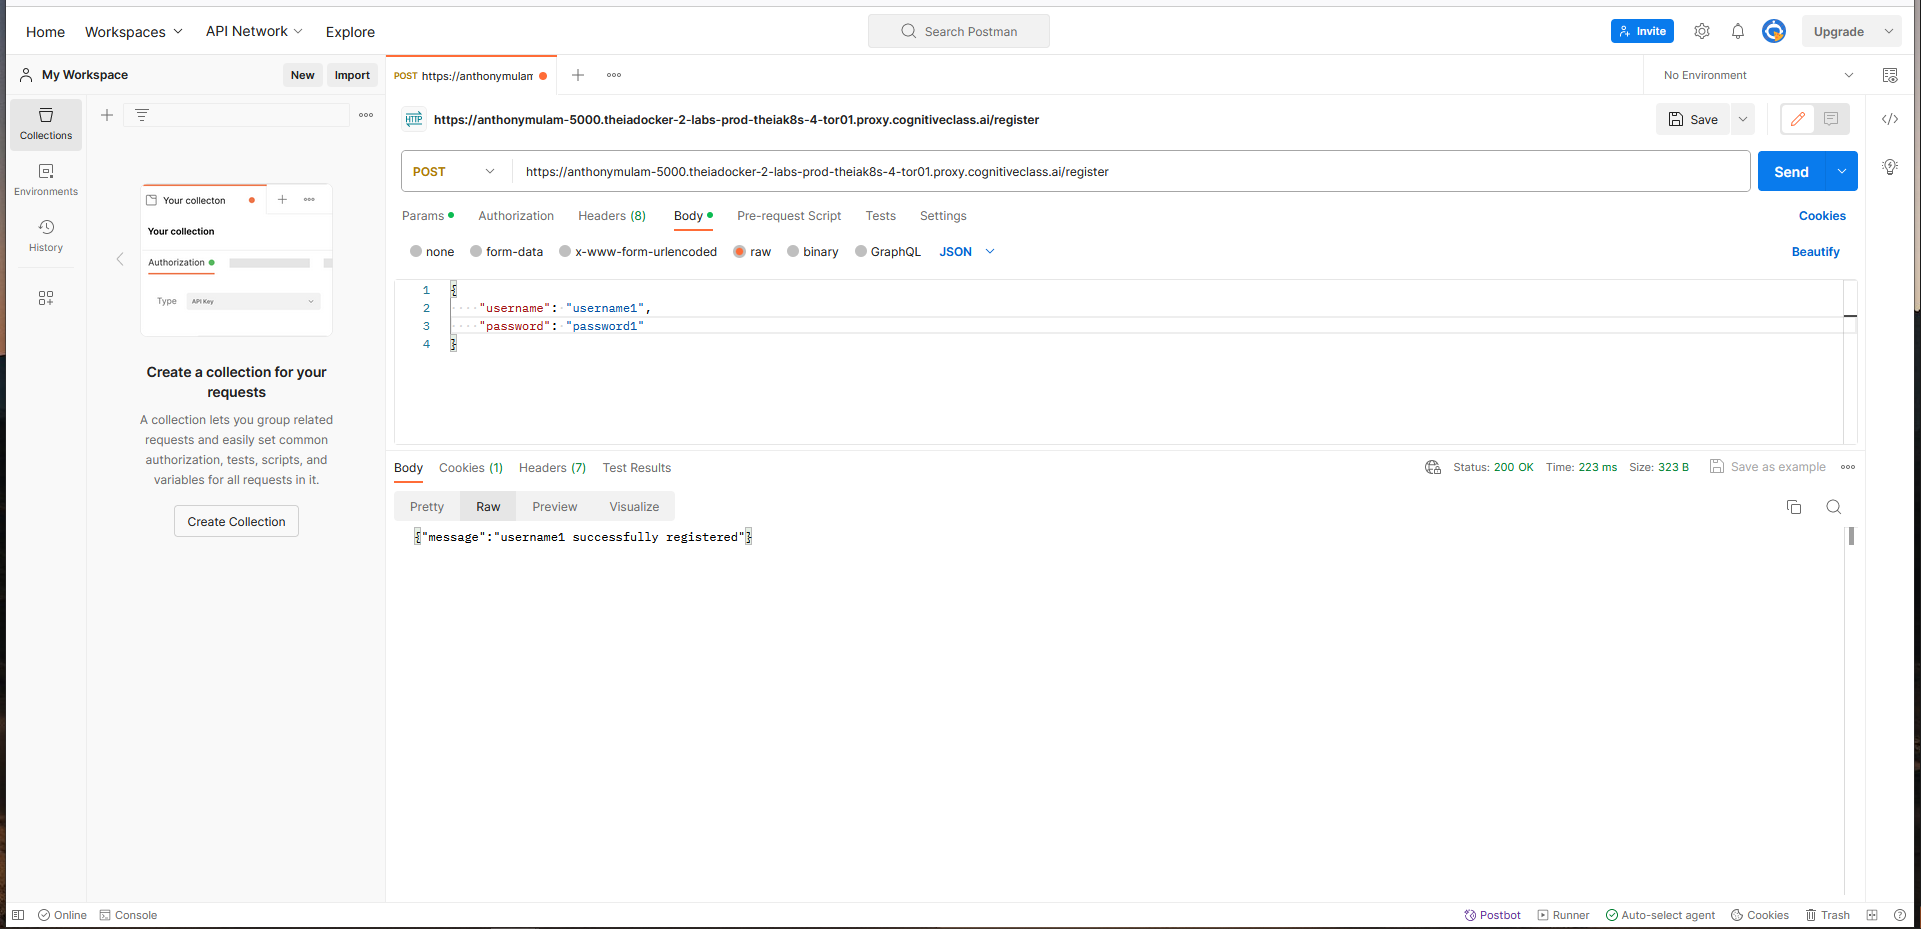 Home Workspaces API Network Explore Search Postman Invite Upgrade
My Workspace New Import POST https://anthonymulam No Environment
Collections
Environments
History
Your collecton
Your collection
Authorization
Type API Key
Create a collection for your
requests
A collection lets you group related
requests and easily set common
authorization, tests, scripts, and
variables for all requests in it.
Create Collection
HTTP https://anthonymulam-5000.theiadocker-2-labs-prod-theiak8s-4-tor01.proxy.cognitiveclass.ai/register Save
POST https://anthonymulam-5000.theiadocker-2-labs-prod-theiak8s-4-tor01.proxy.cognitiveclass.ai/register Send
Params Authorization Headers (8) Body Pre-request Script Tests Settings Cookies
none form-data x-www-form-urlencoded raw binary GraphQL JSON Beautify
1 {
2 "username": "username1",
3 "password": "password1"
4 }
Body Cookies (1) Headers (7) Test Results Status: 200 OK Time: 223 ms Size: 323 B Save as example
Pretty Raw Preview Visualize
{"message":"username1 successfully registered"}
Online Console Postbot Runner Auto-select agent Cookies Trash